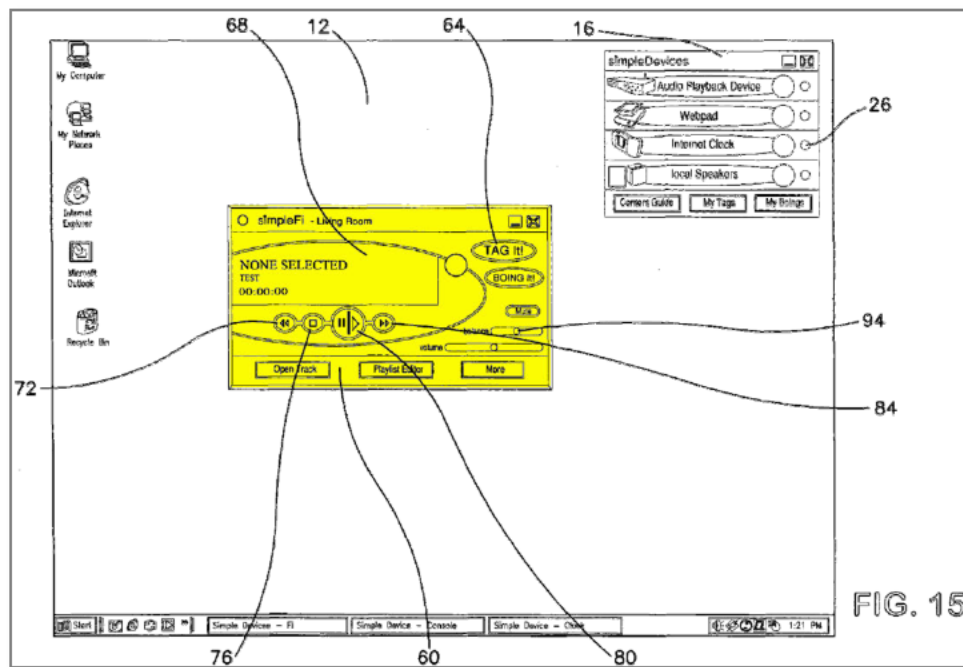 68
12
64
16
My Computer
simpleDevices
Audio Playback Device
26
Webpad
My Network
Places
Internet Clock
local Speakers
Internet
Explorer
simpleFi - Living Room
Content Guide My Tags My Boings
TAG It!
NONE SELECTED
TEST
00:00:00
BOING It!
Microsoft
Outlook
Mute
94
balance
Recycle Bin
volume
72
Open Track Playlist Editor More
84
FIG. 15
Start Simple Devices - Fi Simple Device - Console Simple Device - Clock 1:21 PM
76
60
80